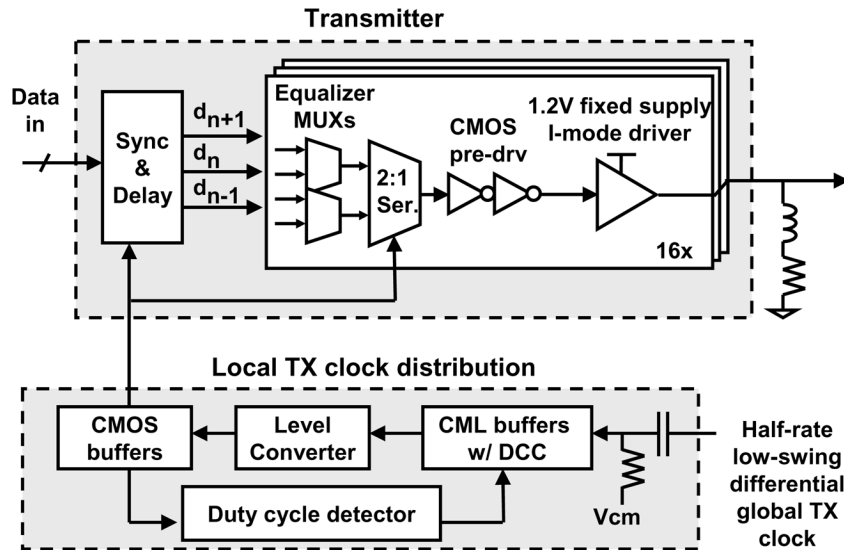 Transmitter
Data
in
Sync
&
Delay
dn+1
dn
dn-1
Equalizer
MUXs
2:1
Ser.
CMOS
pre-drv
1.2V fixed supply
I-mode driver
16x
Local TX clock distribution
CMOS
buffers
Level
Converter
CML buffers
w/ DCC
Duty cycle detector
Vcm
Half-rate
low-swing
differential
global TX
clock